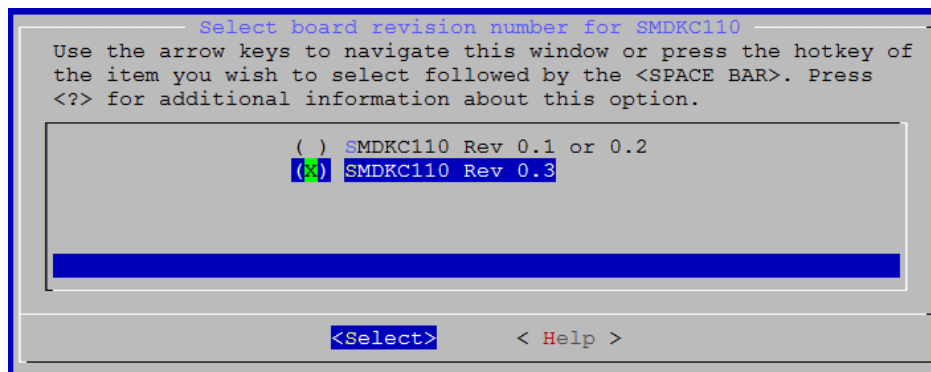 Select board revision number for SMDKC110
Use the arrow keys to navigate this window or press the hotkey of
the item you wish to select followed by the <SPACE BAR>. Press
<?> for additional information about this option.
( ) SMDKC110 Rev 0.1 or 0.2
(X) SMDKC110 Rev 0.3
<Select> < Help >